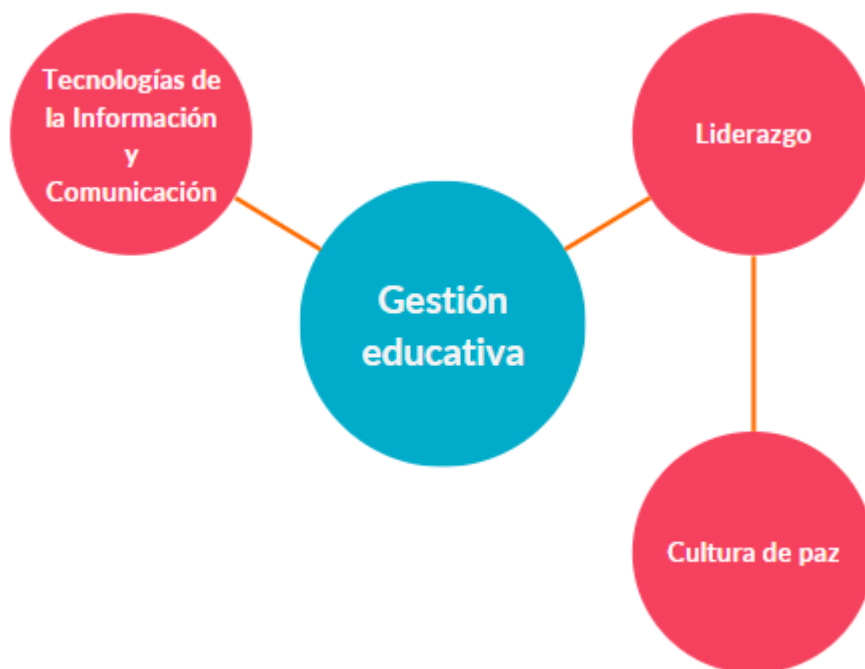 Tecnologías de
la Información
y
Comunicación
Liderazgo
Gestión
educativa
Cultura de paz